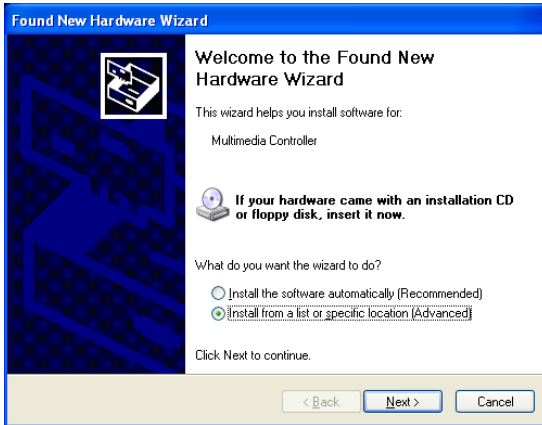 Found New Hardware Wizard
Welcome to the Found New
Hardware Wizard
This wizard helps you install software for:
Multimedia Controller
If your hardware came with an installation CD
or floppy disk, insert it now.
What do you want the wizard to do?
Install the software automatically (Recommended)
Install from a list or specific location (Advanced)
Click Next to continue.
< Back Next > Cancel